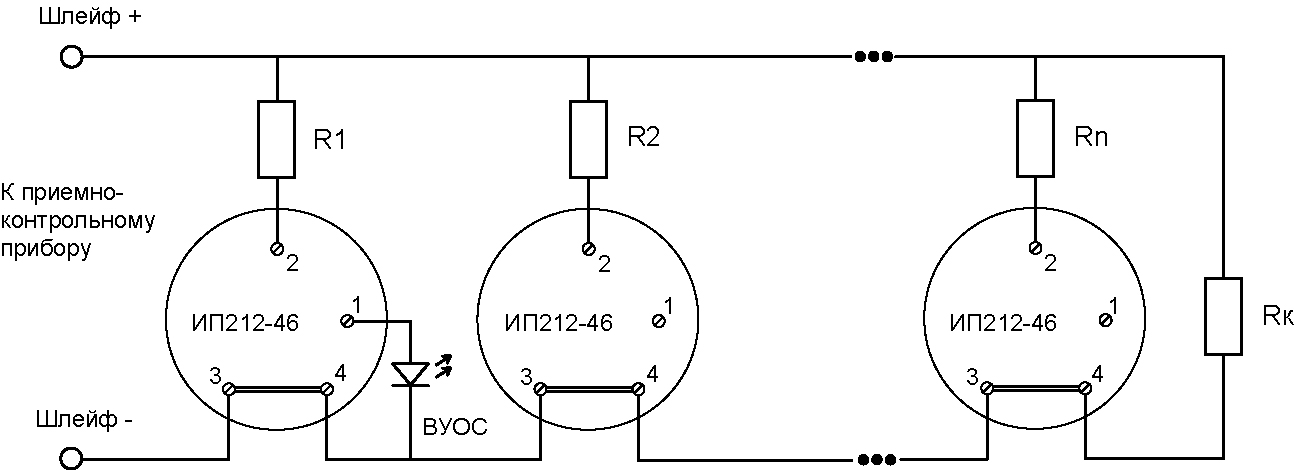 Шлейф +
R1
R2
Rn
К приемно-
контрольному
прибору
2
2
2
1
1
1
ИП212-46
ИП212-46
ИП212-46
Rк
3
4
3
4
3
4
Шлейф -
ВУОС